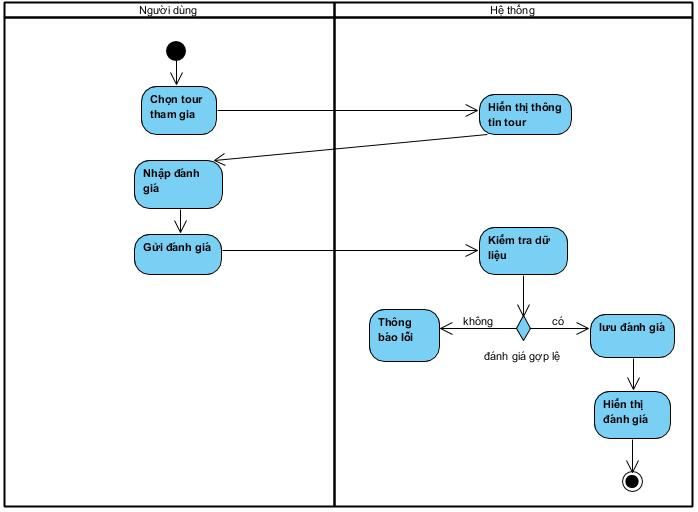 Người dùng
Hệ thống
Chọn tour
tham gia
Hiển thị thông
tin tour
Nhập đánh
giá
Gửi đánh giá
Kiểm tra dữ
liệu
Thông
báo lỗi
không
có
lưu đánh giá
đánh giá gợp lệ
Hiển thị
đánh giá